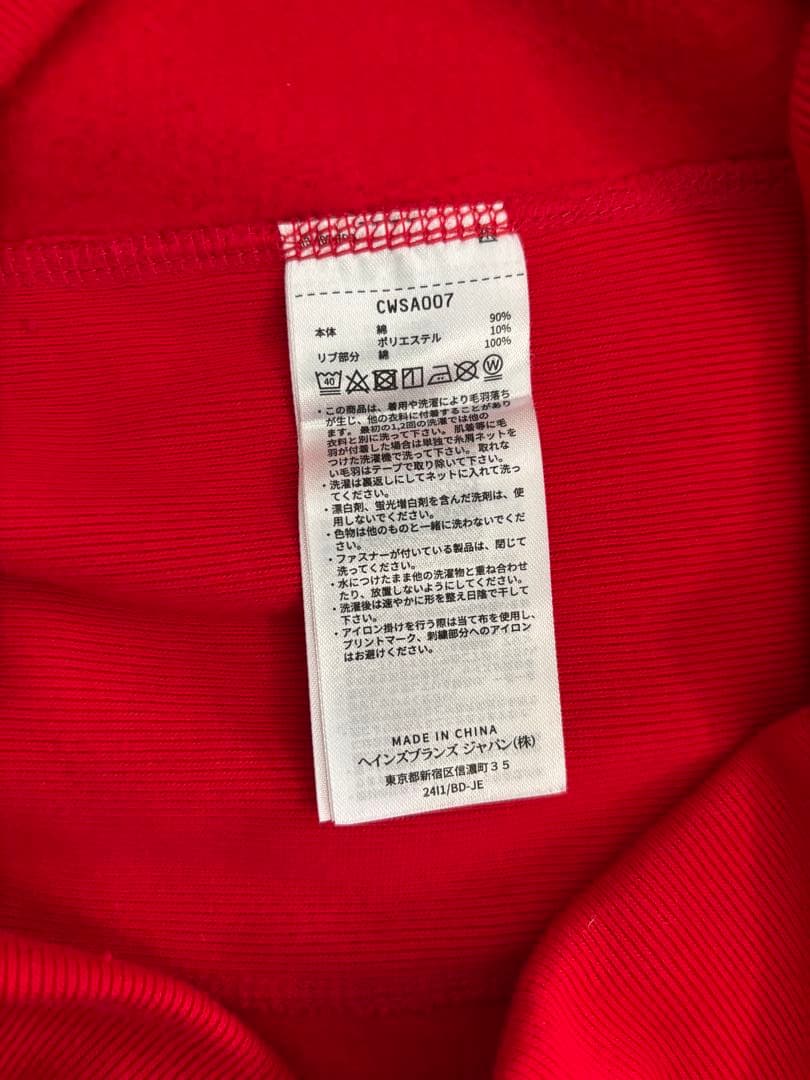 CWSA007
本体 綿 90%
ポリエステル 10%
リブ部分 綿 100%
40 W
・この商品は、着用や洗濯により毛羽落ち
が生じ、他の衣料に付着することがあり
ます。最初の1,2回の洗濯では他の
衣料と別に洗って下さい。肌着等に毛
羽が付着した場合は単独で糸屑ネットを
つけた洗濯機で洗って下さい。取れな
い毛羽はテープで取り除いて下さい。
・洗濯は裏返しにしてネットに入れて洗っ
てください。
・漂白剤、蛍光増白剤を含んだ洗剤は、使
用しないでください。
・色物は他のものと一緒に洗わないでくだ
さい。
・ファスナーが付いている製品は、閉じて
洗ってください。
・水につけたまま他の洗濯物と重ね合わせ
たり、放置しないようにしてください。
・洗濯後は速やかに形を整え日陰で干して
下さい。
・アイロン掛けを行う際は当て布を使用し、
プリントマーク、刺繍部分へのアイロン
はお避けください。
MADE IN CHINA
ヘインズブランズ ジャパン(株)
東京都新宿区信濃町35
24I1/BD-JE